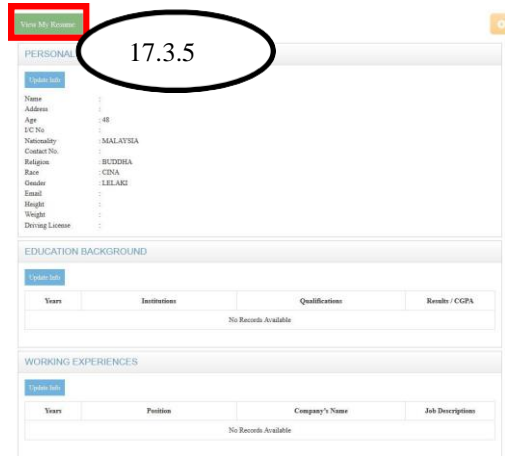 View My Resume
17.3.5
PERSONAL
Update Info
Name :
Address :
Age : 48
I/C No :
Nationality : MALAYSIA
Contact No. :
Religion : BUDDHA
Race : CINA
Gender : LELAKI
Email :
Height :
Weight :
Driving License :
EDUCATION BACKGROUND
Update Info
Years Institutions Qualifications Results / CGPA
No Records Available
WORKING EXPERIENCES
Update Info
Years Position Company's Name Job Descriptions
No Records Available